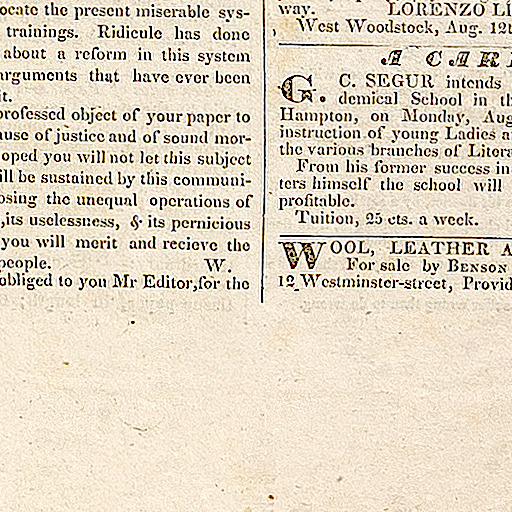 ocate the present miserable sys-
trainings. Ridicule has done
about a reform in this system
arguments that have ever been
it.
professed object of your paper to
ause of justice and of sound mor-
oped you will not let this subject
ill be sustained by this communi-
osing the unequal operations of
,its uselessness, & its pernicious
you will merit and recieve the
people. W.
obliged to you Mr Editor,for the
way. LORENZO LI
West Woodstock, Aug. 12t
A CAR
G. C. SEGUR intends
demical School in th
Hampton, on Monday, Aug
instruction of young Ladies a
the various branches of Litera
From his former success in
ters himself the school will
profitable.
Tuition, 25 cts. a week.
WOOL, LEATHER A
For sale by BENSON
12 Westminster-street, Provid